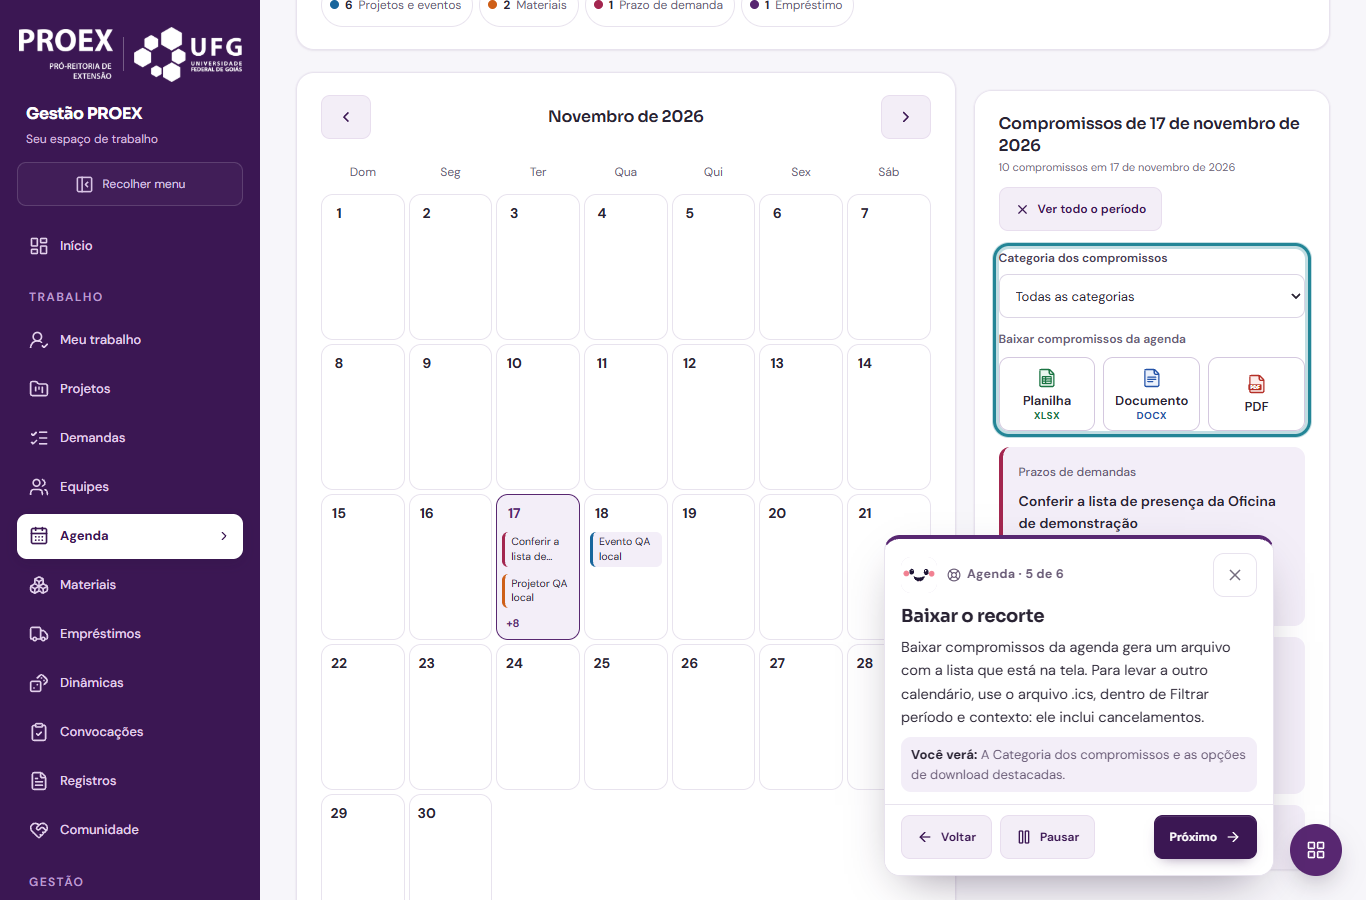 PROEX
PRÓ-REITORIA DE
EXTENSÃO
UFG
UNIVERSIDADE
FEDERAL DE GOIÁS
Gestão PROEX
Seu espaço de trabalho
Recolher menu
Início
TRABALHO
Meu trabalho
Projetos
Demandas
Equipes
Agenda
Materiais
Empréstimos
Dinâmicas
Convocações
Registros
Comunidade
GESTÃO
6 Projetos e eventos
2 Materiais
1 Prazo de demanda
1 Empréstimo
Novembro de 2026
Dom Seg Ter Qua Qui Sex Sáb
1 2 3 4 5 6 7
8 9 10 11 12 13 14
15 16 17 18 19 20 21
Conferir a
lista de...
Projetor QA
local
+8
Evento QA
local
22 23 24 25 26 27 28
29 30
Compromissos de 17 de novembro de
2026
10 compromissos em 17 de novembro de 2026
Ver todo o período
Categoria dos compromissos
Todas as categorias
Baixar compromissos da agenda
Planilha
XLSX
Documento
DOCX
PDF
PDF
Prazos de demandas
Conferir a lista de presença da Oficina
de demonstração
Agenda · 5 de 6
Baixar o recorte
Baixar compromissos da agenda gera um arquivo
com a lista que está na tela. Para levar a outro
calendário, use o arquivo .ics, dentro de Filtrar
período e contexto: ele inclui cancelamentos.
Você verá: A Categoria dos compromissos e as opções
de download destacadas.
Voltar
Pausar
Próximo